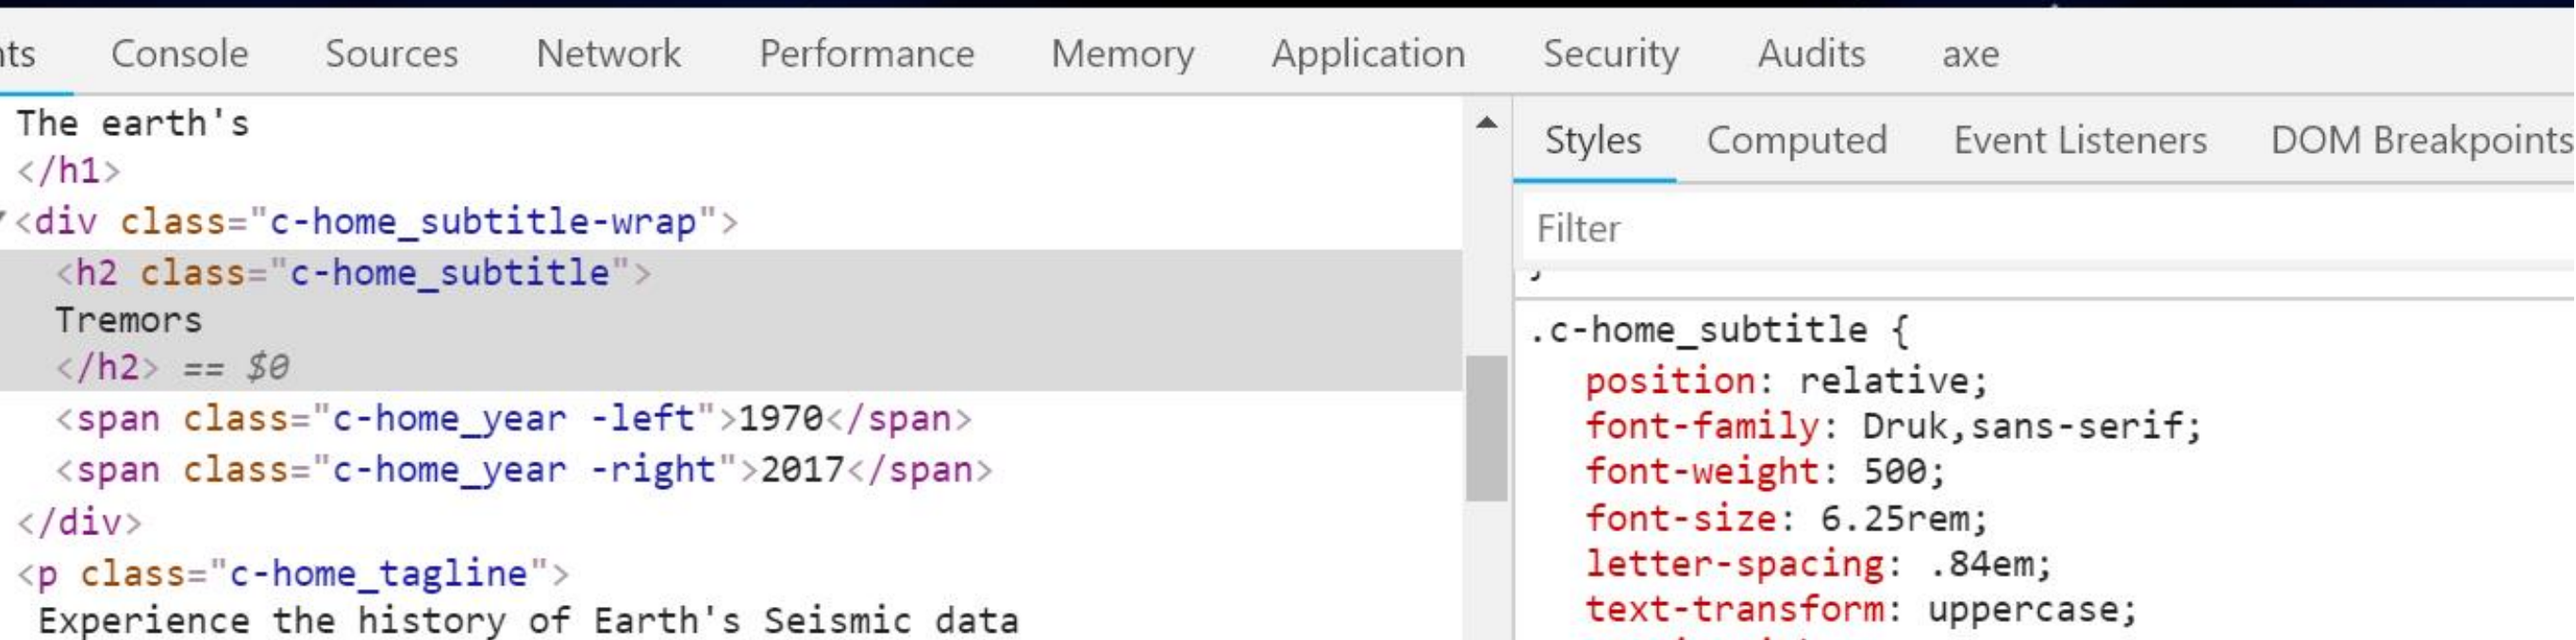 nts Console Sources Network Performance Memory Application Security Audits axe
The earth's
</h1>
<div class="c-home_subtitle-wrap">
<h2 class="c-home_subtitle">
Tremors
</h2> == $0
<span class="c-home_year -left">1970</span>
<span class="c-home_year -right">2017</span>
</div>
<p class="c-home_tagline">
Experience the history of Earth's Seismic data
Styles Computed Event Listeners DOM Breakpoints
Filter
.c-home_subtitle {
position: relative;
font-family: Druk,sans-serif;
font-weight: 500;
font-size: 6.25rem;
letter-spacing: .84em;
text-transform: uppercase;